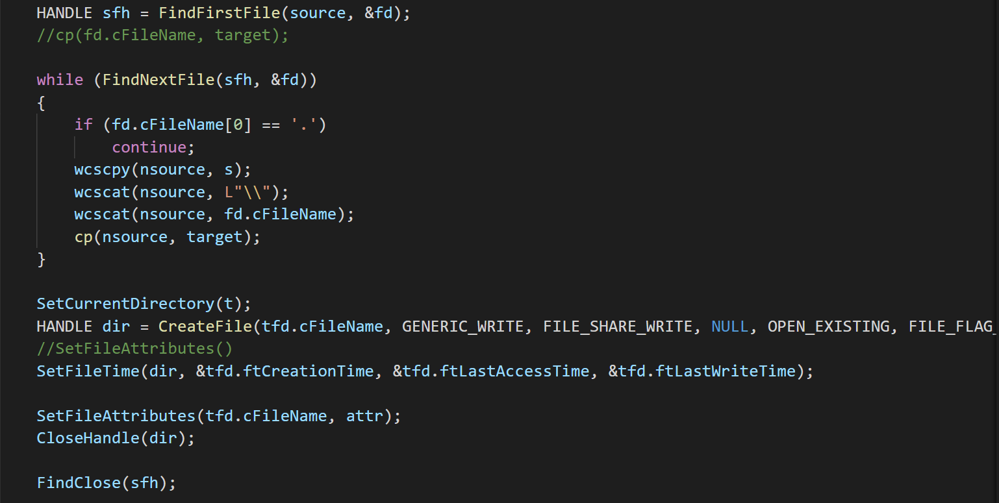 HANDLE sfh = FindFirstFile(source, &fd);
//cp(fd.cFileName, target);
while (FindNextFile(sfh, &fd))
{
if (fd.cFileName[0] == '.')
continue;
wcscpy(nsource, s);
wcscat(nsource, L"\\");
wcscat(nsource, fd.cFileName);
cp(nsource, target);
}
SetCurrentDirectory(t);
HANDLE dir = CreateFile(tfd.cFileName, GENERIC_WRITE, FILE_SHARE_WRITE, NULL, OPEN_EXISTING, FILE_FLAG_
//SetFileAttributes()
SetFileTime(dir, &tfd.ftCreationTime, &tfd.ftLastAccessTime, &tfd.ftLastWriteTime);
SetFileAttributes(tfd.cFileName, attr);
CloseHandle(dir);
FindClose(sfh);